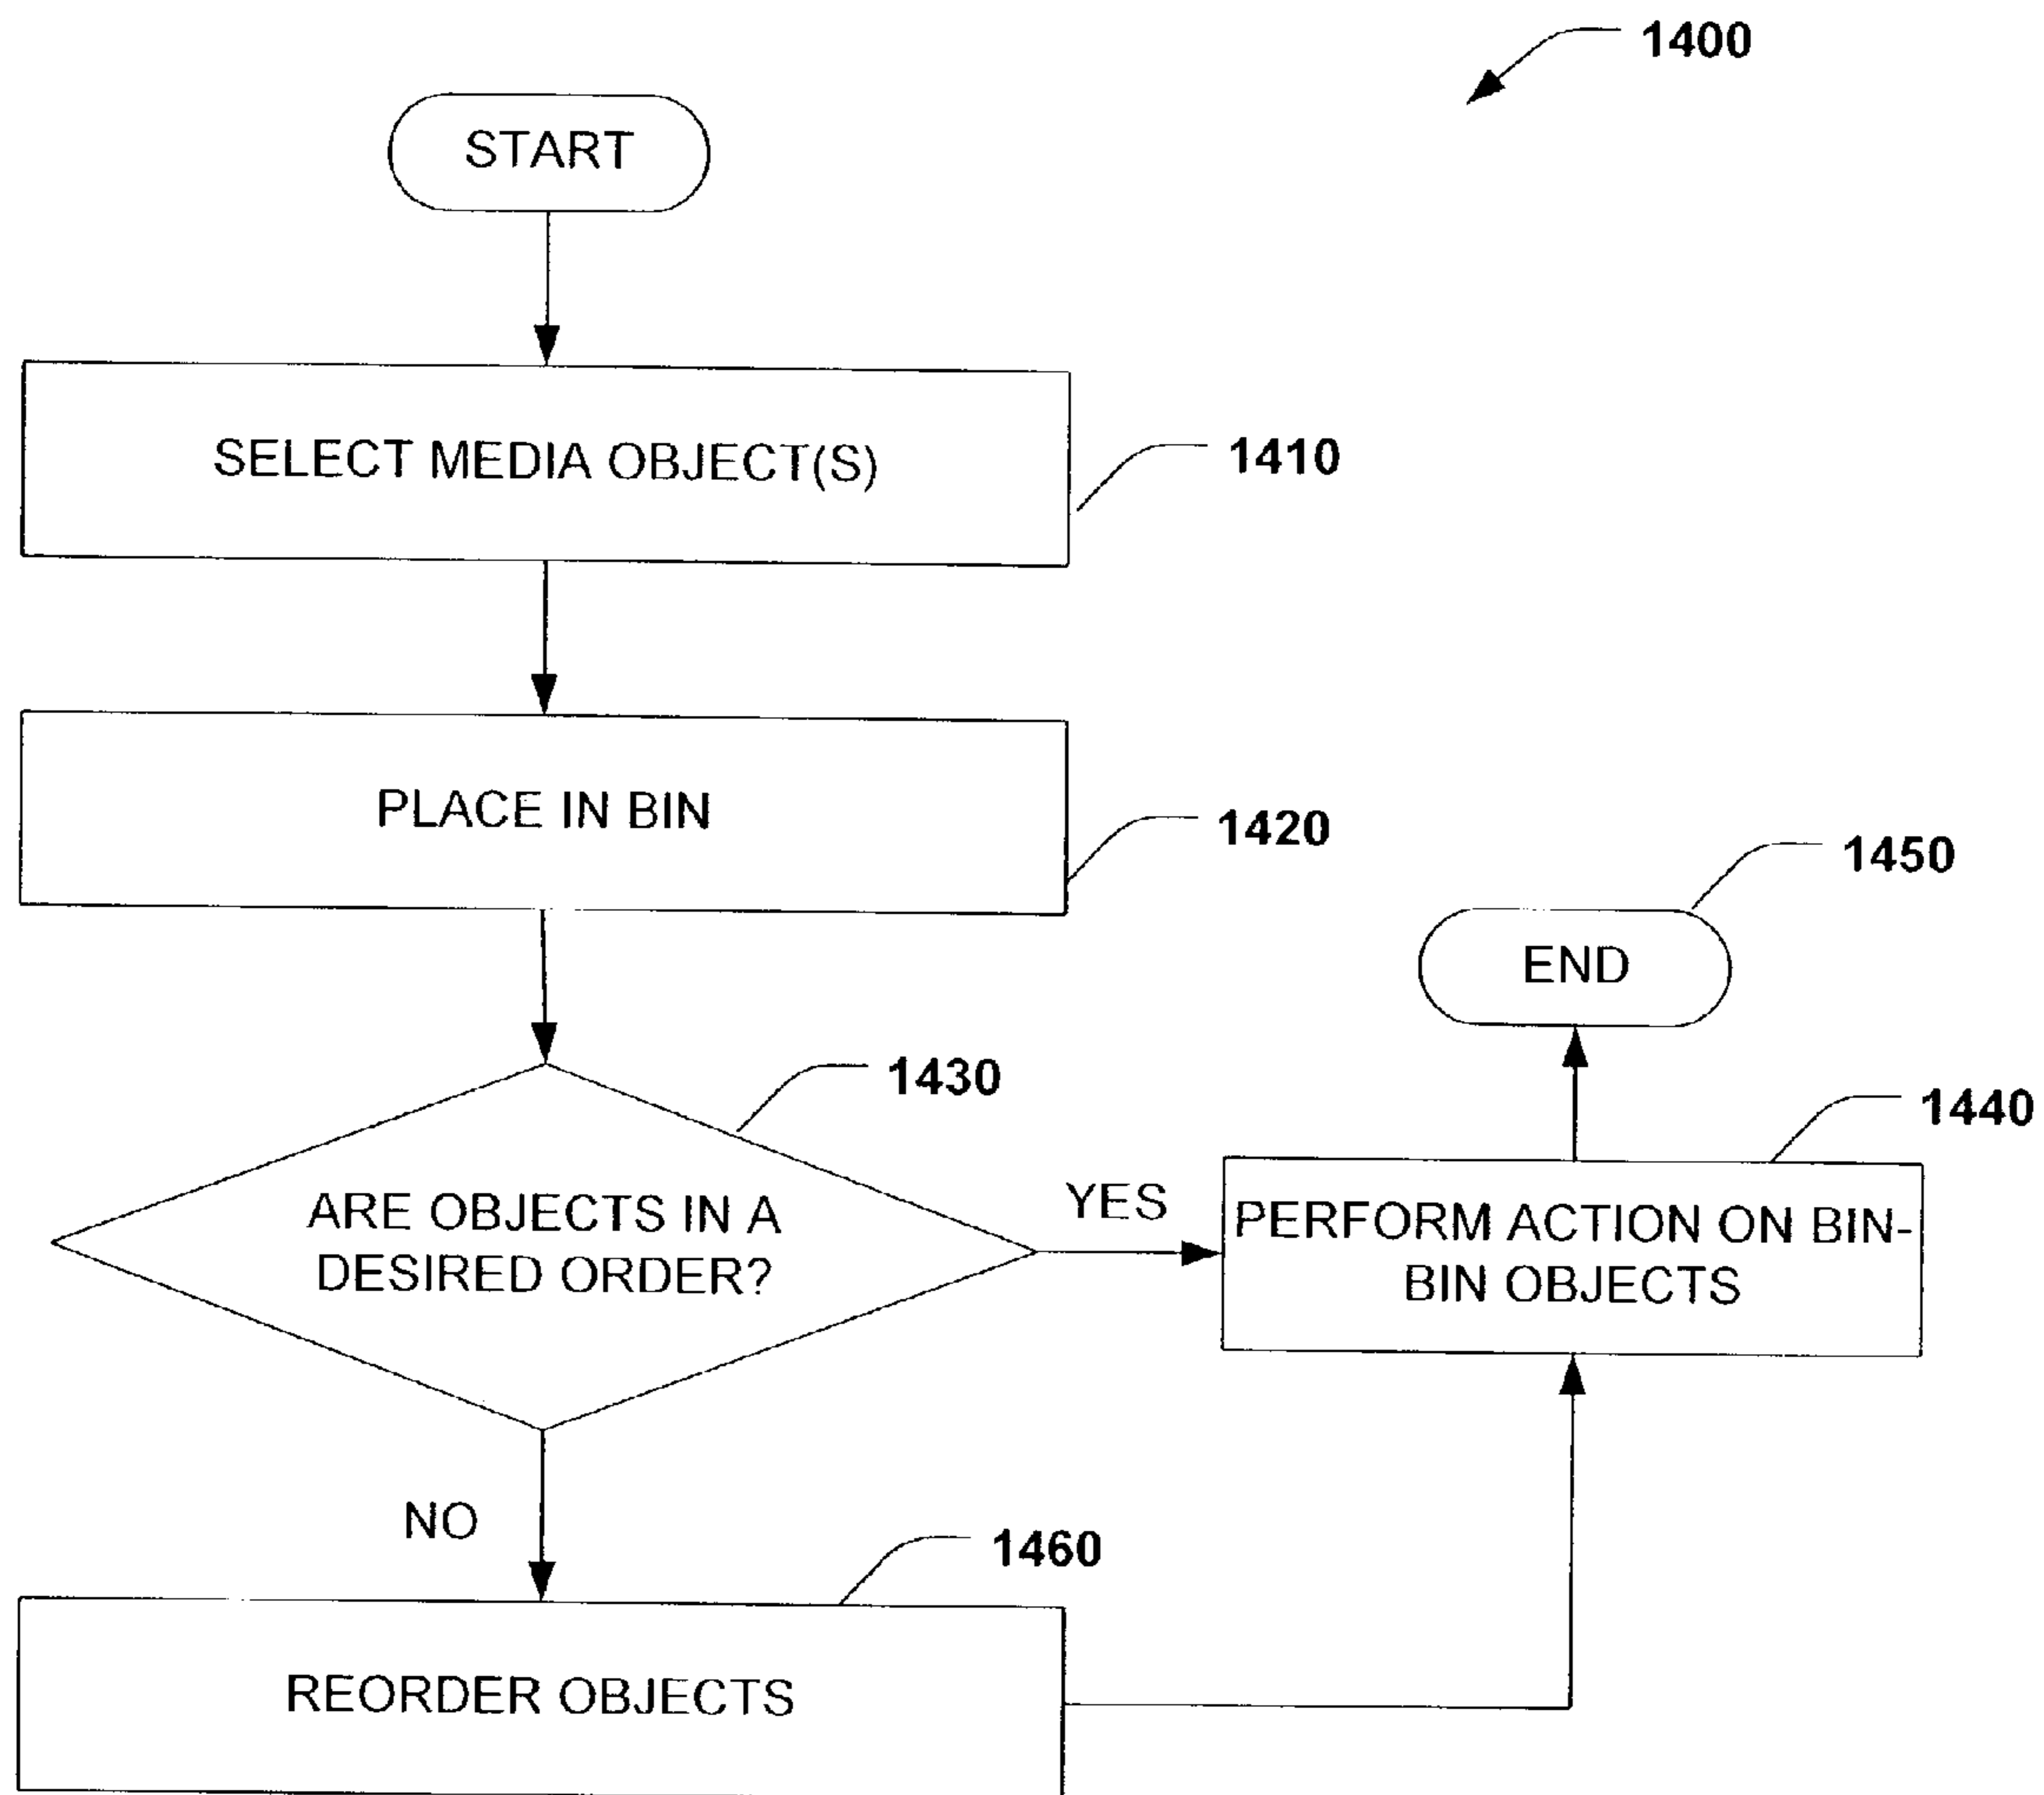 1400
START
SELECT MEDIA OBJECT(S)
1410
PLACE IN BIN
1420
1450
END
1430
1440
ARE OBJECTS IN A
DESIRED ORDER?
YES
PERFORM ACTION ON BIN-
BIN OBJECTS
NO
1460
REORDER OBJECTS